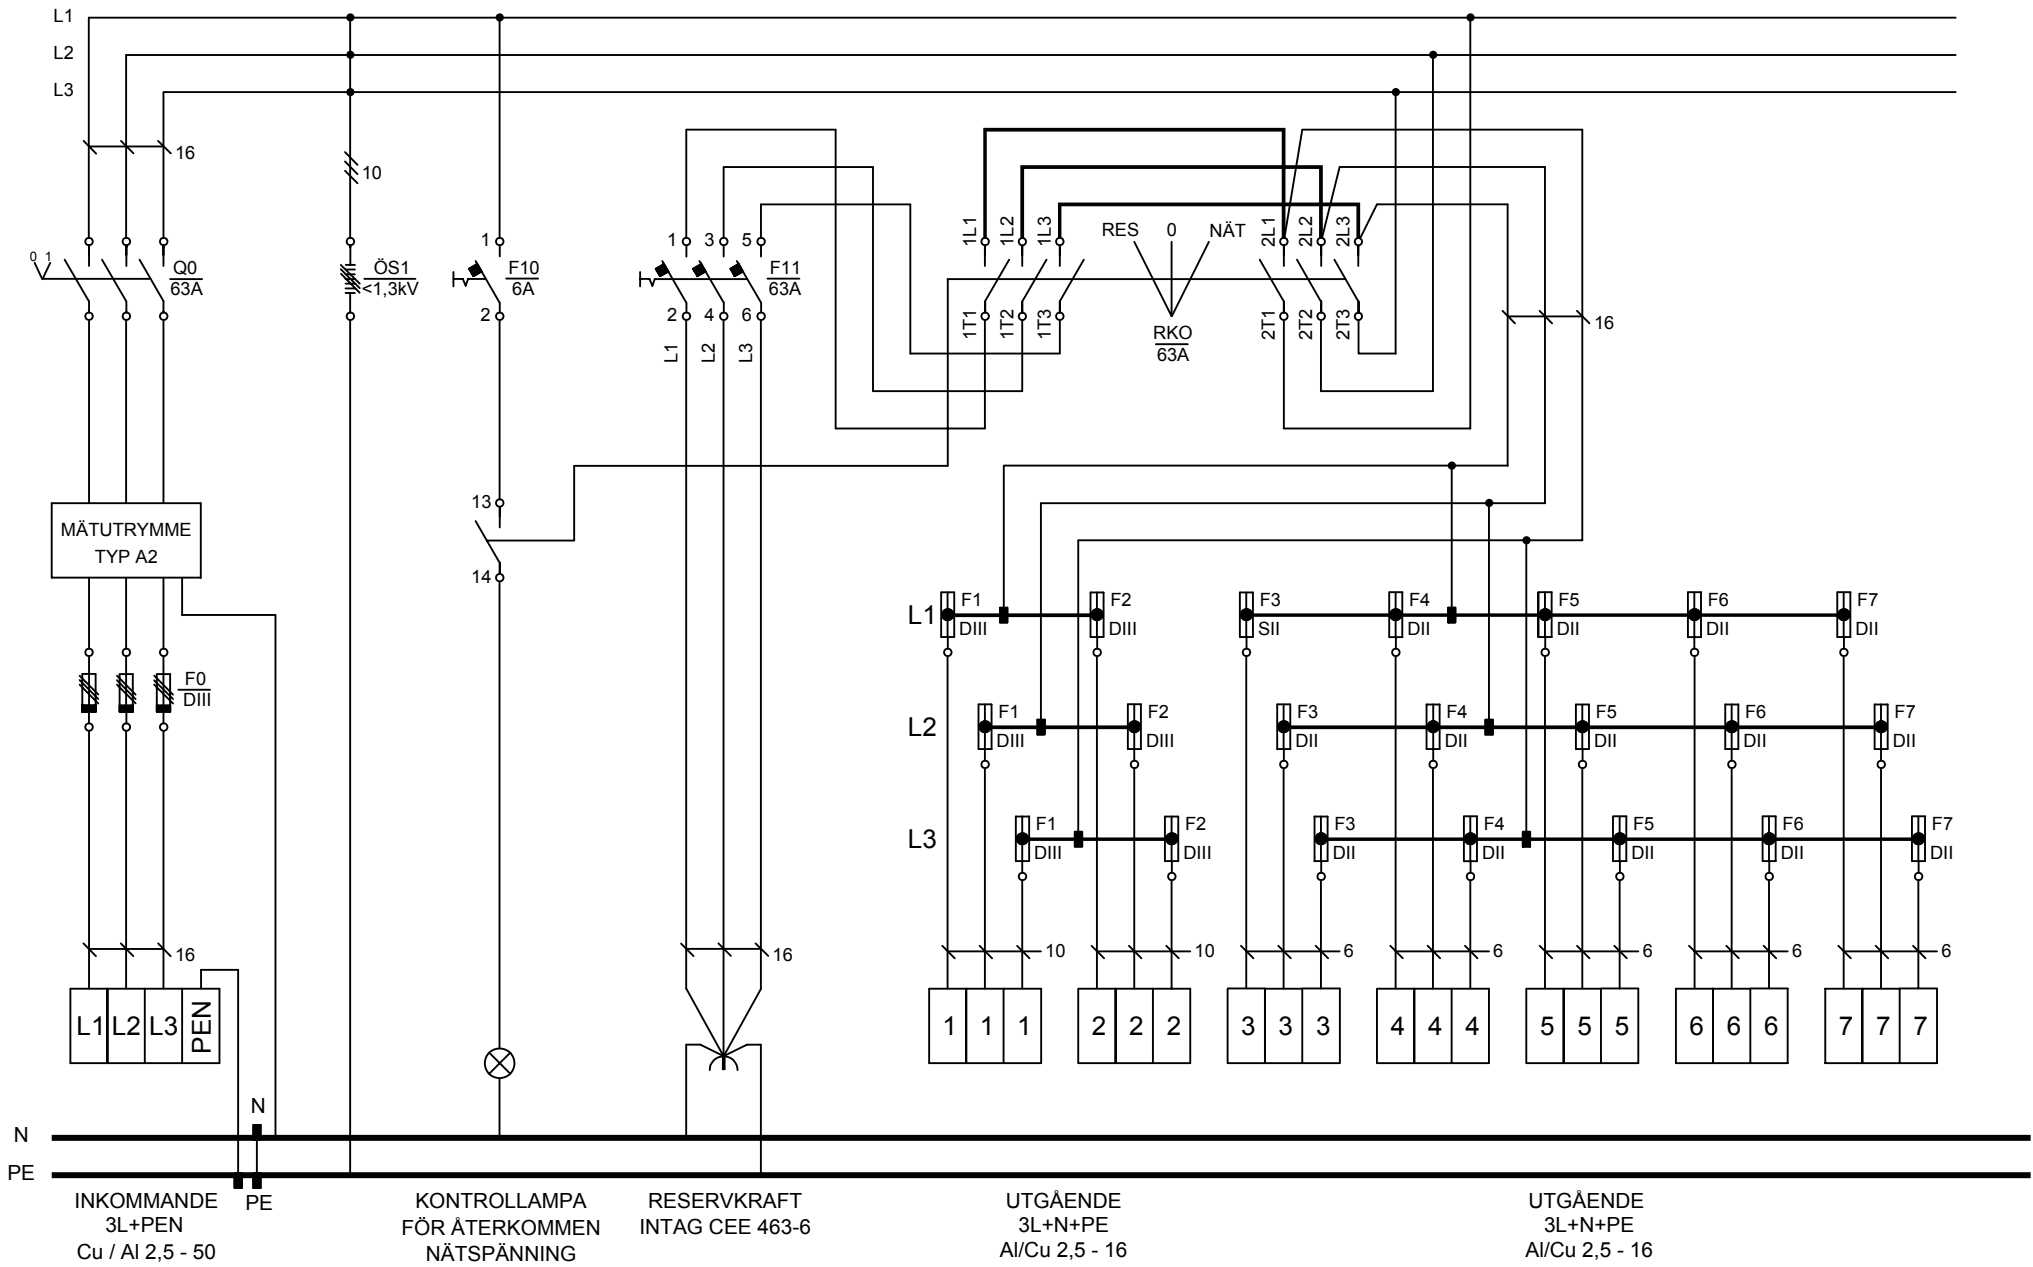 L1
L2
L3
16
10
0 1
Q0
63A
ÖS1
<1,3kV
1
F10
6A
2
1 3 5
F11
63A
2 4 6
L1 L2 L3
1L1 1L2 1L3
RES 0 NÄT
2L1 2L2 2L3
1T1 1T2 1T3
RKO
63A
2T1 2T2 2T3
16
13
14
MÄTUTRYMME
TYP A2
F0
DIII
L1
F1 F2 F3 F4 F5 F6 F7
DIII DIII SII DII DII DII DII
L2
F1 F2 F3 F4 F5 F6 F7
DIII DIII DII DII DII DII DII
L3
F1 F2 F3 F4 F5 F6 F7
DIII DIII DII DII DII DII DII
16 16 10 10 6 6 6 6 6
L1 L2 L3 PEN
1 1 1 2 2 2 3 3 3 4 4 4 5 5 5 6 6 6 7 7 7
N
N
PE
PE
INKOMMANDE
3L+PEN
Cu / Al 2,5 - 50
KONTROLLAMPA
FÖR ÅTERKOMMEN
NÄTSPÄNNING
RESERVKRAFT
INTAG CEE 463-6
UTGÅENDE
3L+N+PE
Al/Cu 2,5 - 16
UTGÅENDE
3L+N+PE
Al/Cu 2,5 - 16